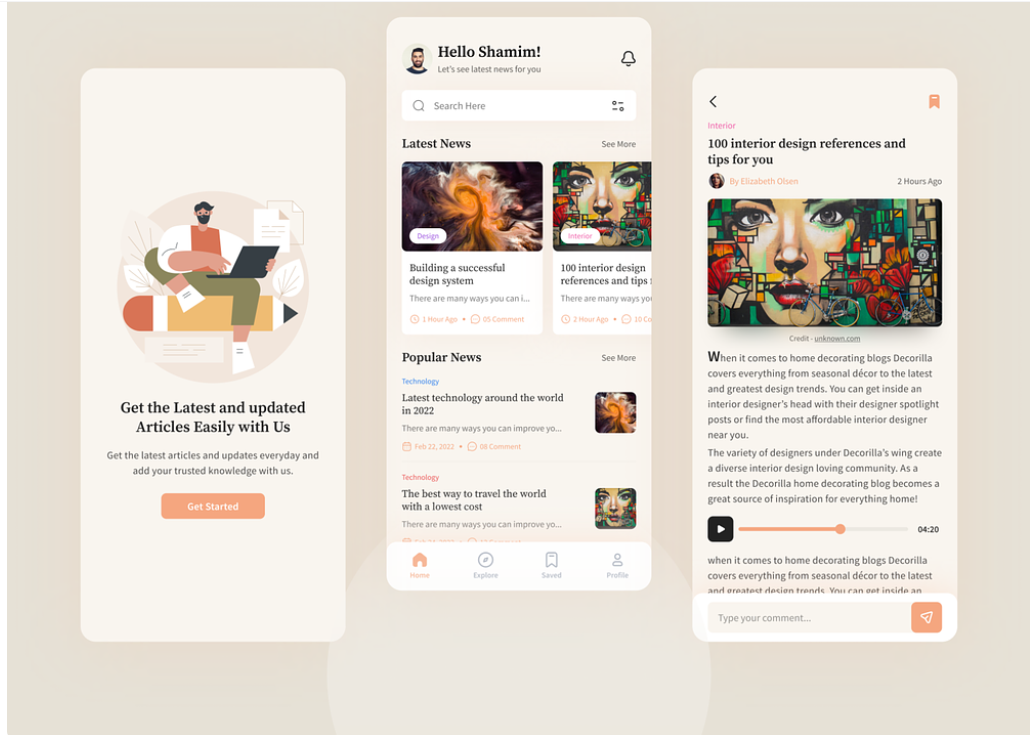 Get the Latest and updated
Articles Easily with Us
Get the latest articles and updates everyday and
add your trusted knowledge with us.
Get Started
Hello Shamim!
Let's see latest news for you
Search Here
Latest News
See More
Design
Building a successful
design system
There are many ways you can i...
1 Hour Ago • 05 Comment
Interior
100 interior design
references and tips
There are many ways you
2 Hour Ago • 10 Co
Popular News
See More
Technology
Latest technology around the world
in 2022
There are many ways you can improve yo...
Feb 22, 2022 • 08 Comment
Technology
The best way to travel the world
with a lowest cost
There are many ways you can improve yo...
Home
Explore
Saved
Profile
Interior
100 interior design references and
tips for you
By Elizabeth Olsen
2 Hours Ago
Credit - unknown.com
When it comes to home decorating blogs Decorilla
covers everything from seasonal décor to the latest
and greatest design trends. You can get inside an
interior designer's head with their designer spotlight
posts or find the most affordable interior designer
near you.
The variety of designers under Decorilla's wing create
a diverse interior design loving community. As a
result the Decorilla home decorating blog becomes a
great source of inspiration for everything home!
04:20
when it comes to home decorating blogs Decorilla
covers everything from seasonal décor to the latest
and greatest design trends. You can get inside an
Type your comment...